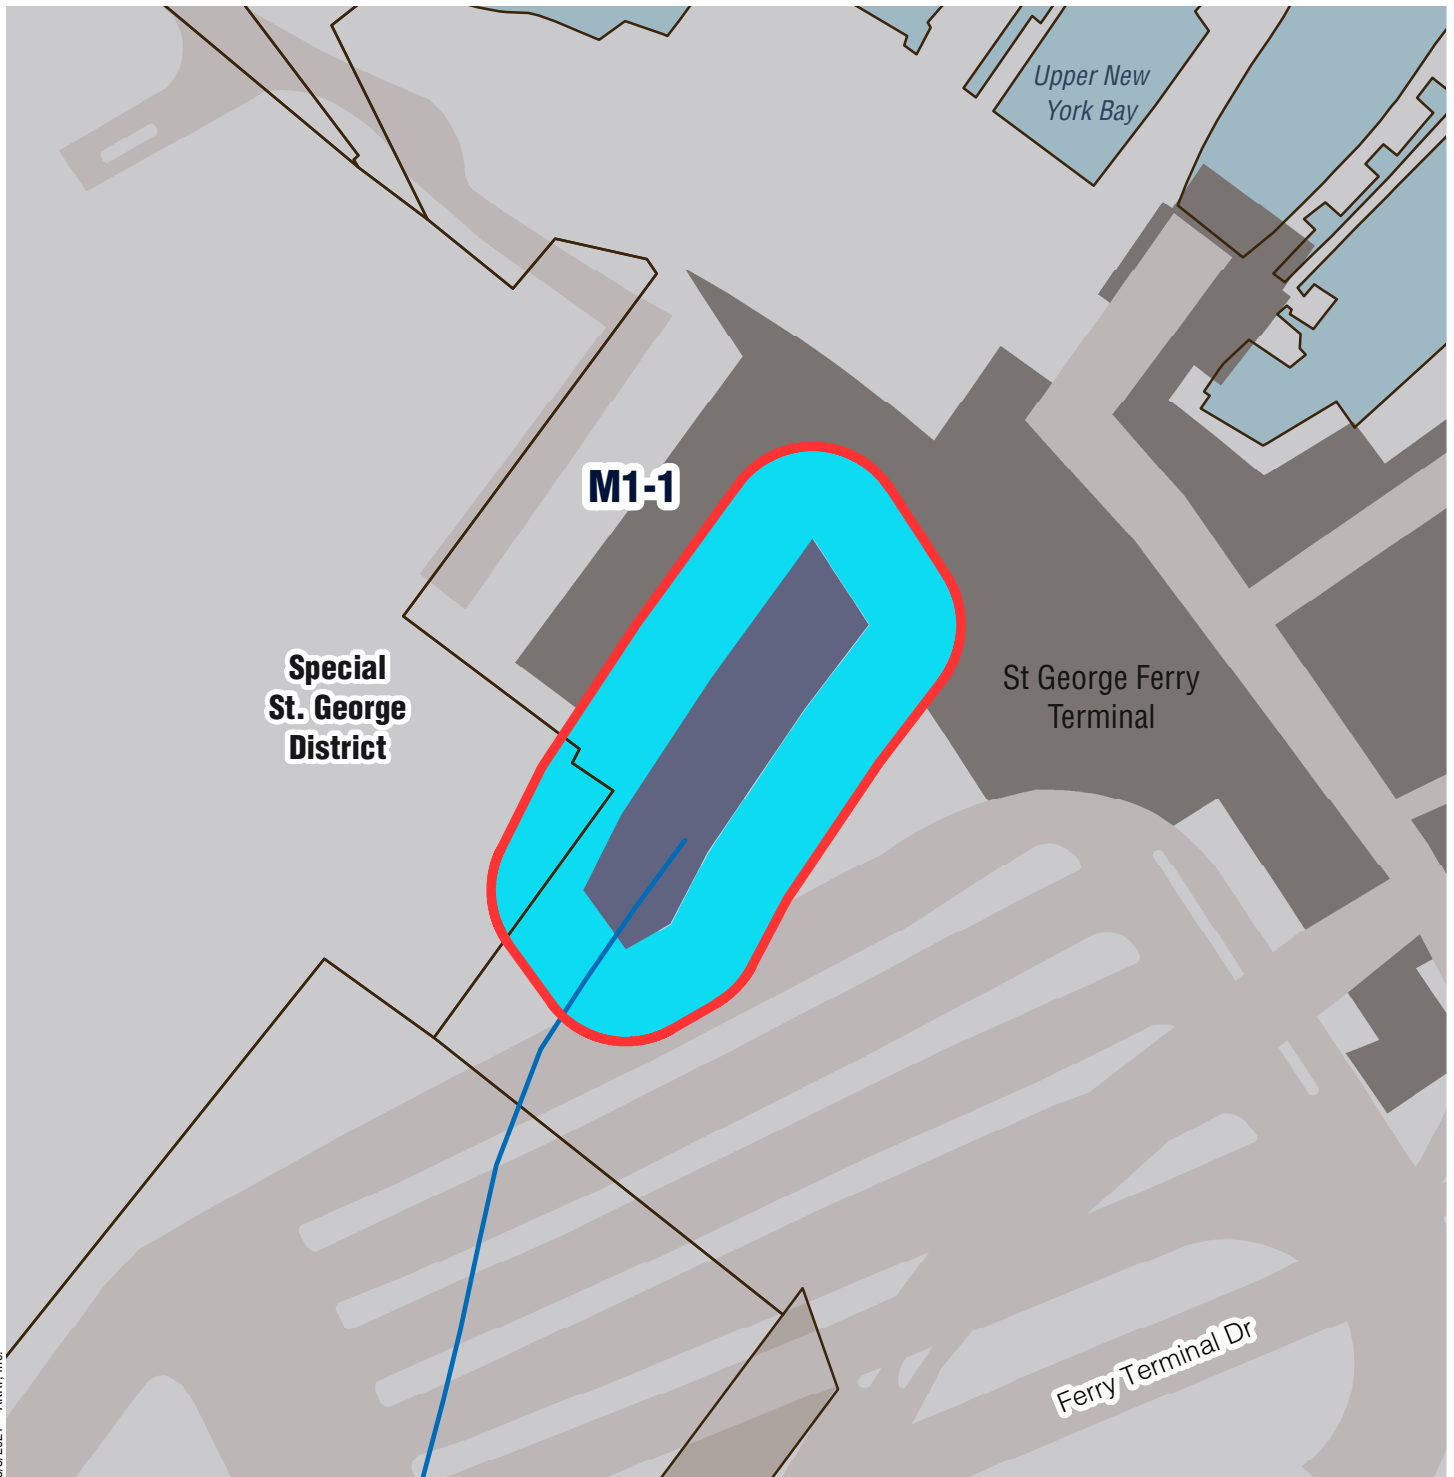 Upper New
York Bay
M1-1
Special
St. George
District
St George Ferry
Terminal
Ferry Terminal Dr